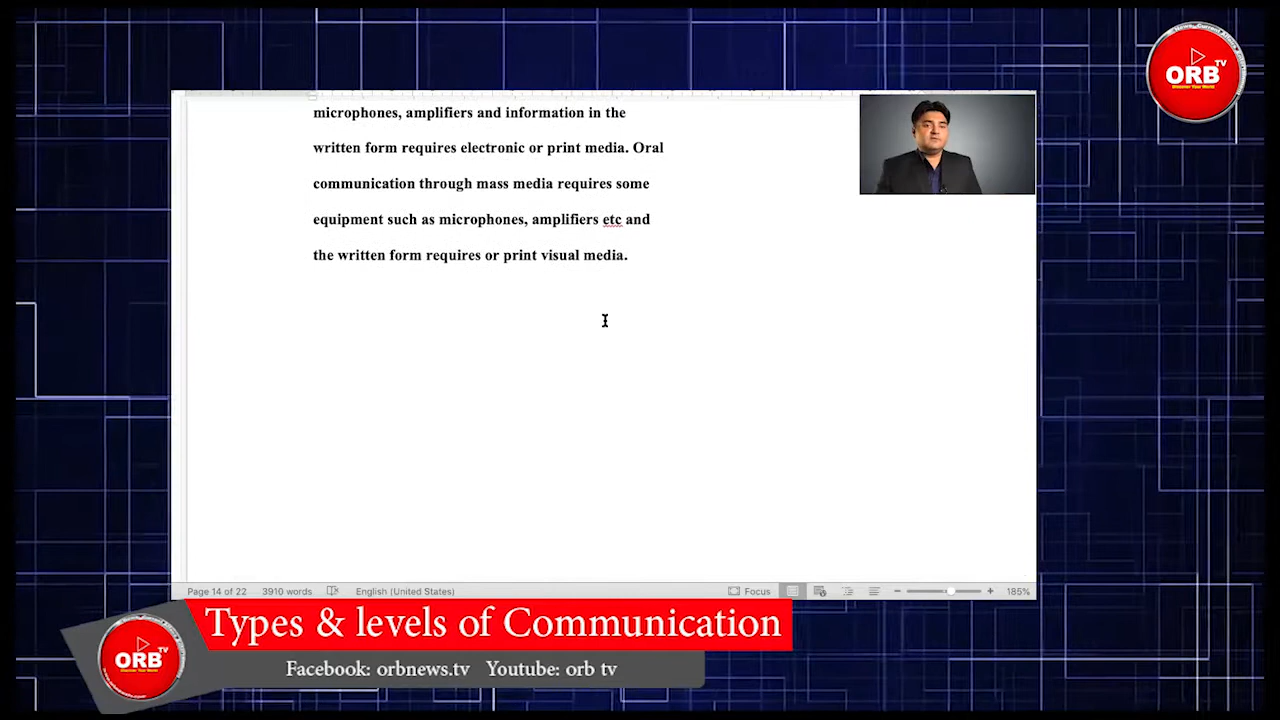 ORB TV
Discover Your World
microphones, amplifiers and information in the
written form requires electronic or print media. Oral
communication through mass media requires some
equipment such as microphones, amplifiers etc and
the written form requires or print visual media.
Page 14 of 22 3910 words English (United States) Focus 185%
Types & levels of Communication
ORB TV
Facebook: orbnews.tv Youtube: orb tv